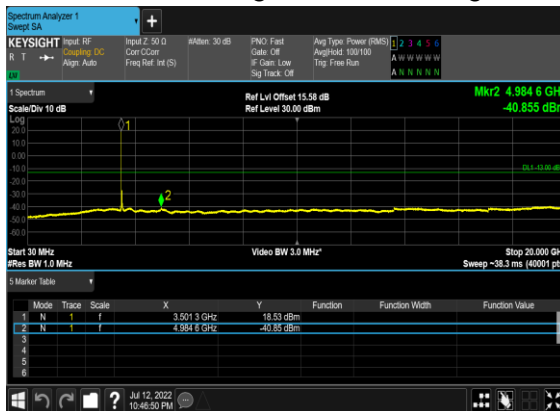 Spectrum Analyzer 1
Swept SA
KEYSIGHT Input: RF Input Z: 50 Ω #Atten: 30 dB PNO: Fast Avg Type: Power (RMS) 1 2 3 4 5 6
R T Coupling: DC Corr CCorr Gate: Off Avg|Hold: 100/100 A W W W W W
Align: Auto Freq Ref: Int (S) IF Gain: Low Trig: Free Run
Sig Track: Off A N N N N N
1 Spectrum
Scale/Div 10 dB
Ref Lvl Offset 15.58 dB
Ref Level 30.00 dBm
Mkr2 4.984 6 GH
-40.855 dB
Log
20.0
10.0
0.00
-10.0
-20.0
-30.0
-40.0
-50.0
-60.0
1
2
DL1 -13.00 dB
Start 30 MHz
#Res BW 1.0 MHz
Video BW 3.0 MHz*
Stop 20.000 G
Sweep ~38.3 ms (40001 pt
5 Marker Table
Mode Trace Scale X Y Function Function Width Function Value
1 N 1 f 3.501 3 GHz 18.53 dBm
2 N 1 f 4.984 6 GHz -40.85 dBm
3
4
5
6
Jul 12, 2022
10:46:50 PM